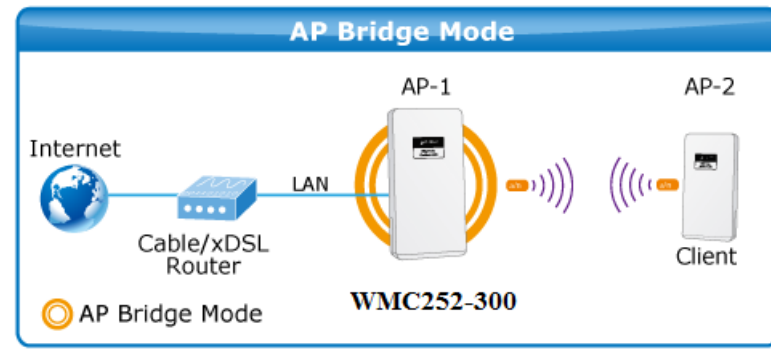 AP Bridge Mode
AP-1
AP-2
Internet
LAN
Cable/xDSL
Router
Client
WMC252-300
AP Bridge Mode